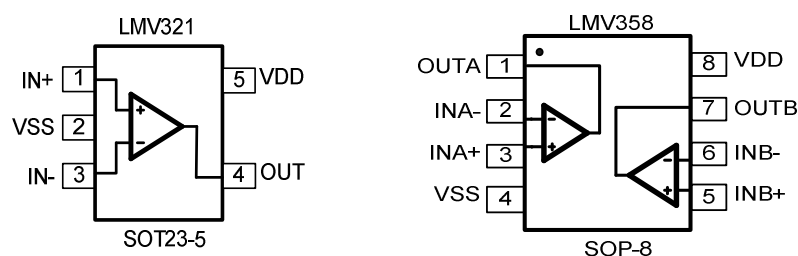 LMV321
IN+ 1
VSS 2
IN- 3
5 VDD
4 OUT
+
-
SOT23-5
LMV358
OUTA 1
INA- 2
INA+ 3
VSS 4
8 VDD
7 OUTB
6 INB-
5 INB+
-
+
-
+
SOP-8